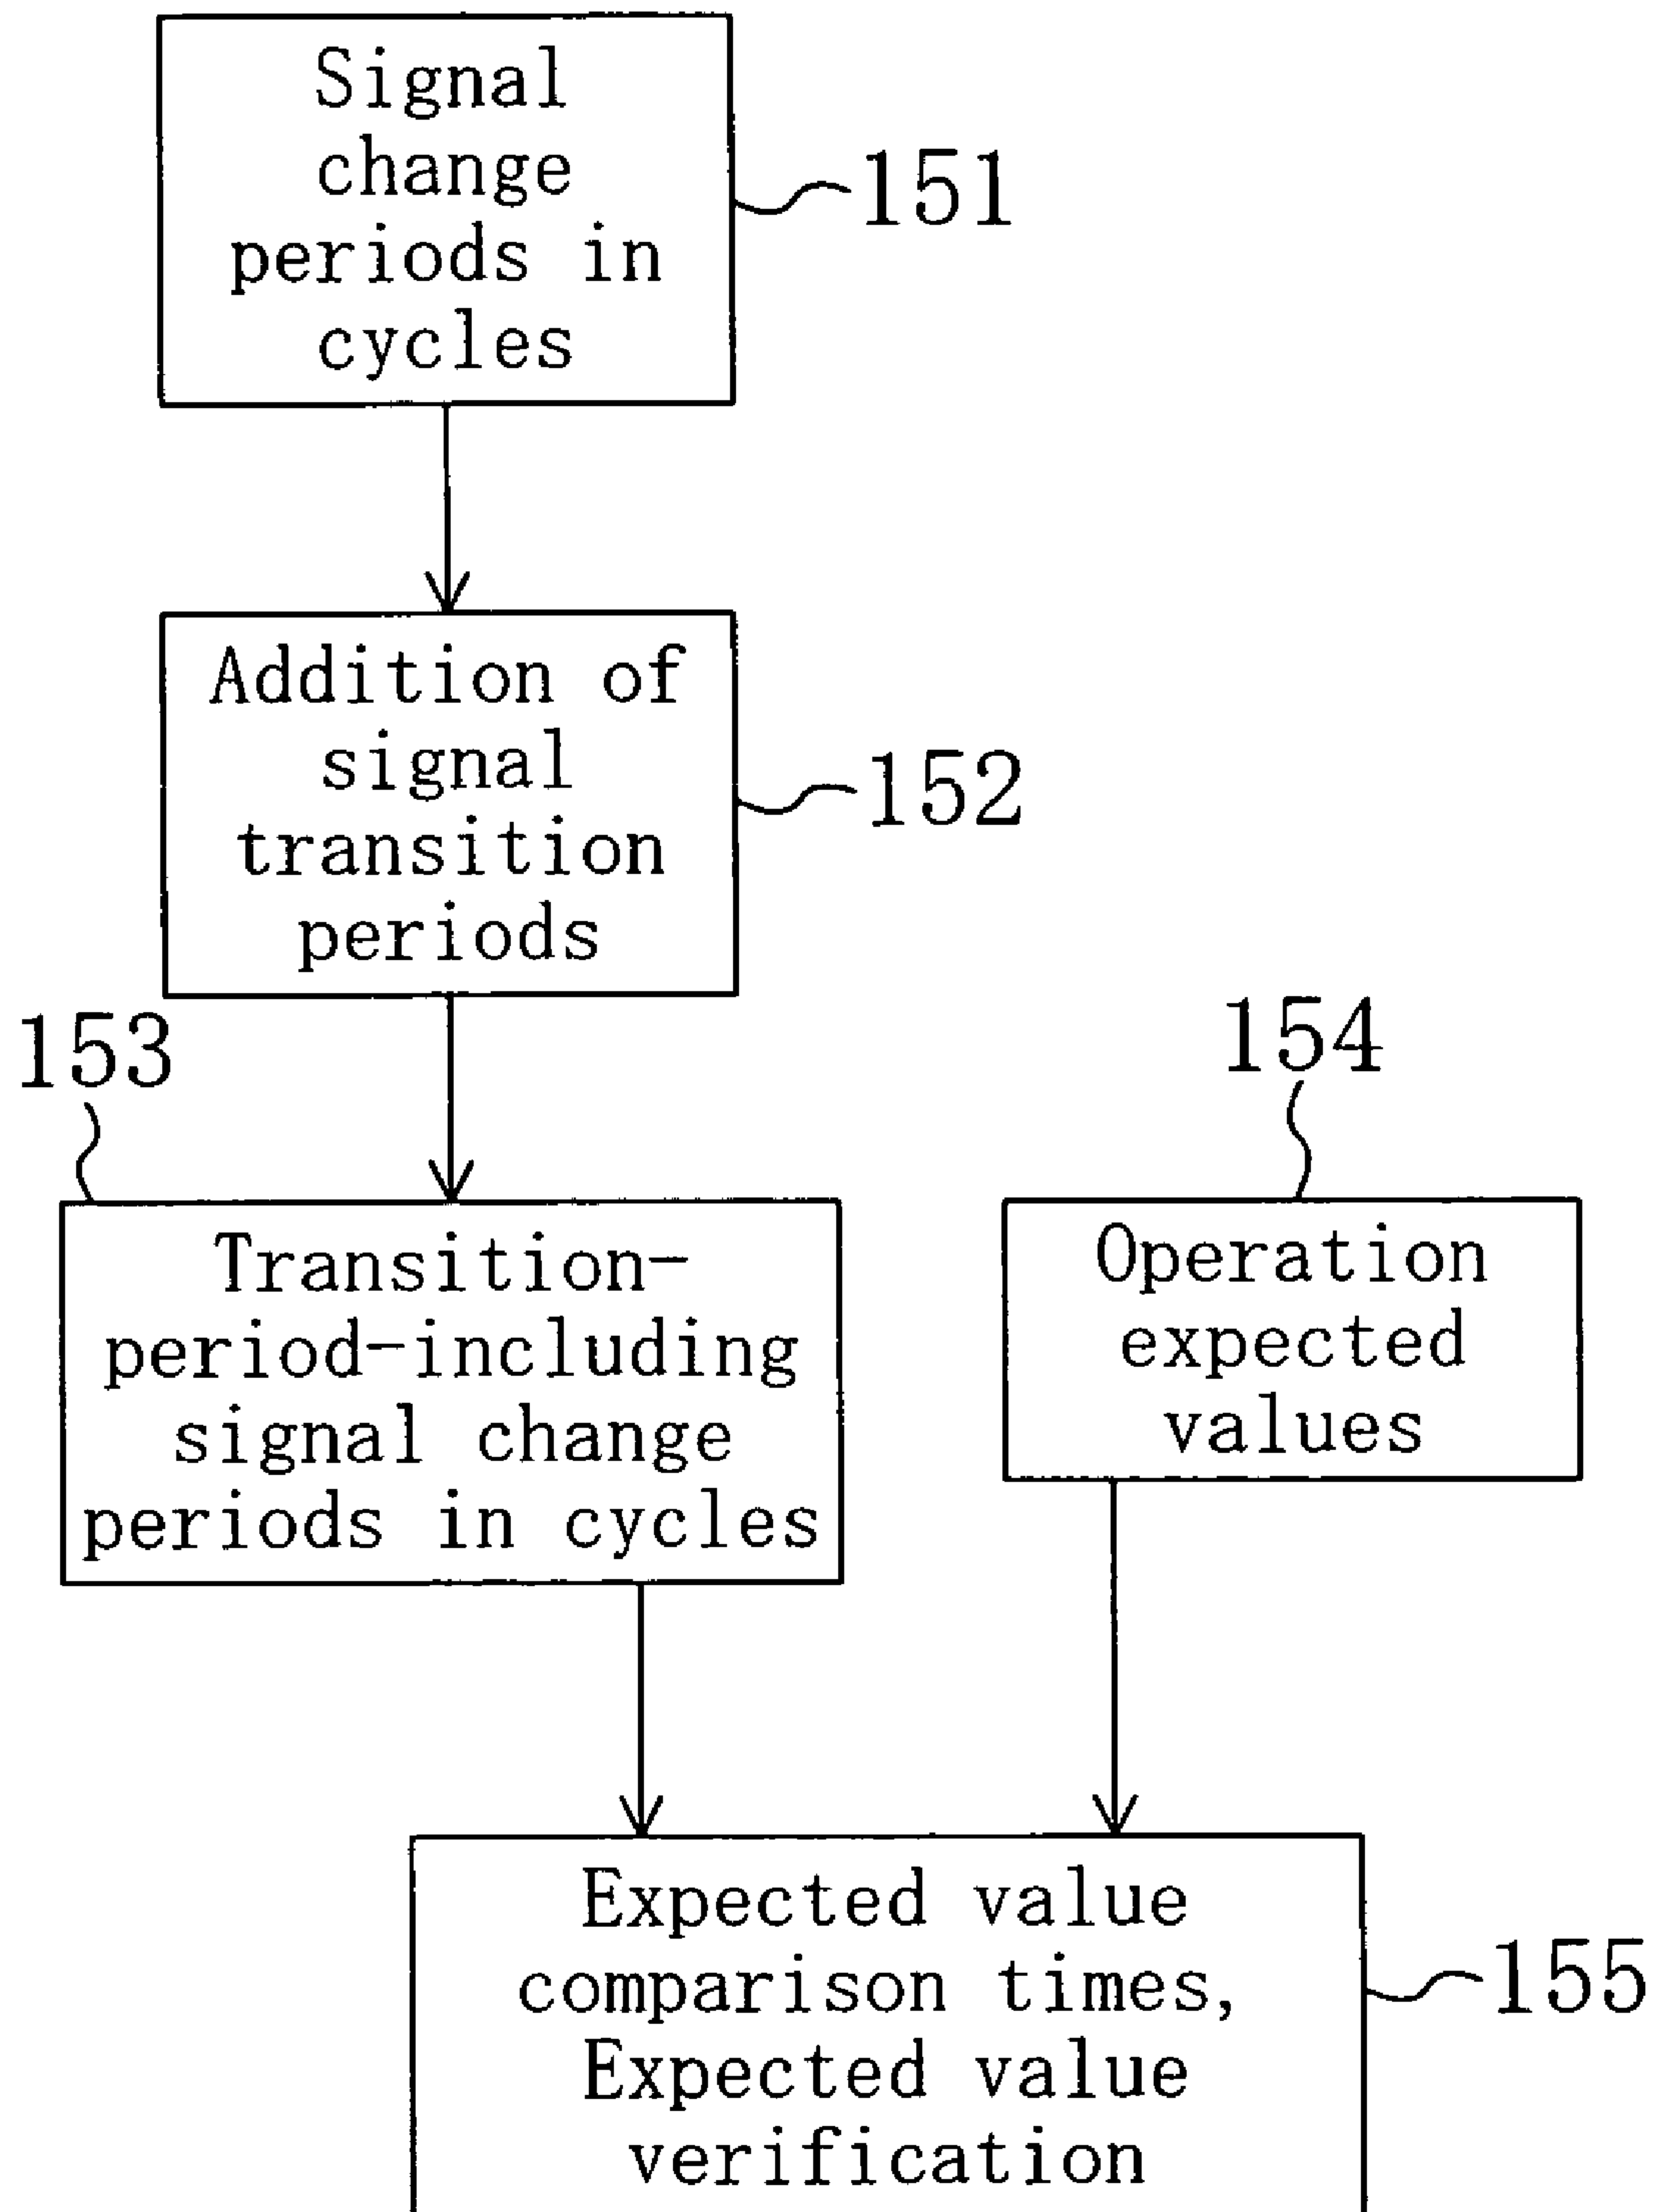 Signal
change
periods in
cycles
151
Addition of
signal
transition
periods
152
153
Transition-
period-including
signal change
periods in cycles
154
Operation
expected
values
Expected value
comparison times,
Expected value
verification
155